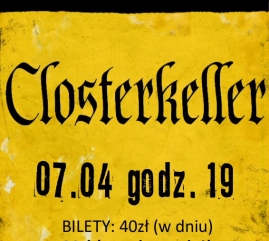 Closterkeller
07.04 godz. 19
BILETY: 40zł (w dniu)